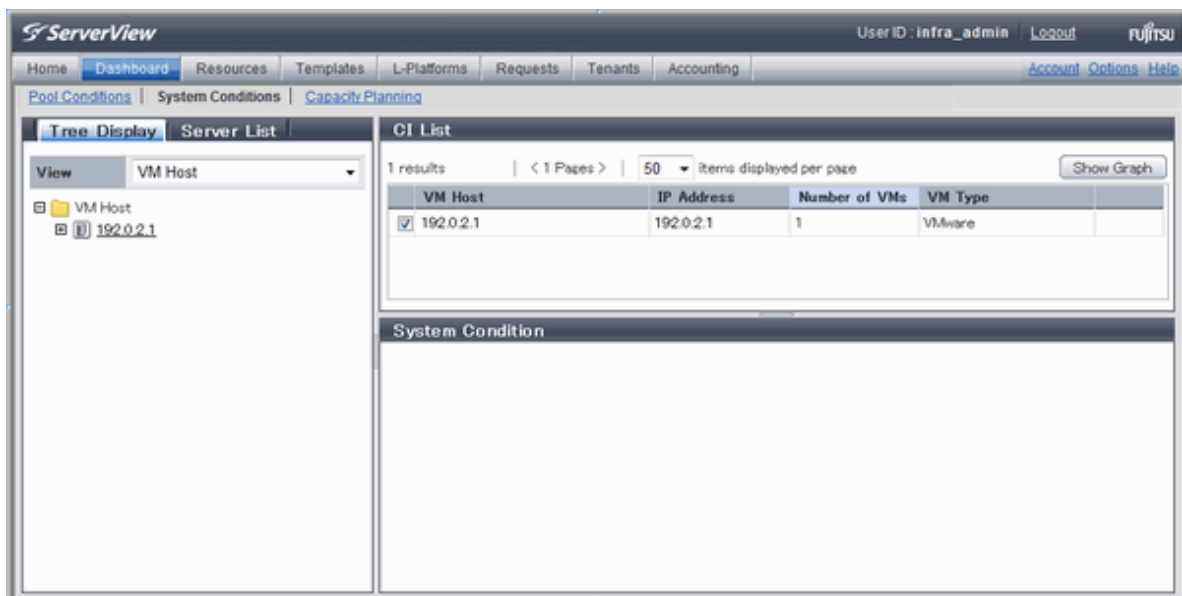 ServerView
User ID : infra_admin Logout FUJITSU
Home Dashboard Resources Templates L-Platforms Requests Tenants Accounting Account Options Help
Pool Conditions | System Conditions | Capacity Planning
Tree Display Server List
View VM Host
VM Host
192.0.2.1
CI List
1 results | < 1 Pages > | 50 items displayed per page Show Graph
VM Host IP Address Number of VMs VM Type
192.0.2.1 192.0.2.1 1 VMware
System Condition